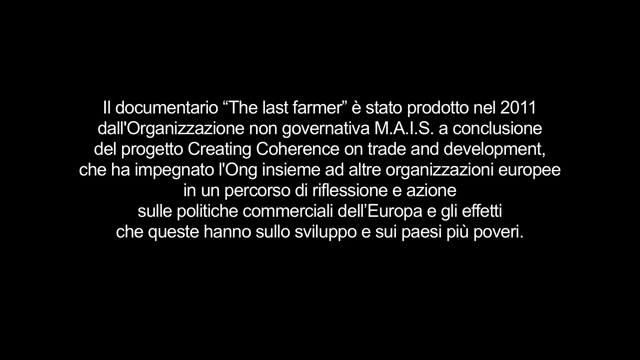 Il documentario “The last farmer” è stato prodotto nel 2011
dall'Organizzazione non governativa M.A.I.S. a conclusione
del progetto Creating Coherence on trade and development,
che ha impegnato l'Ong insieme ad altre organizzazioni europee
in un percorso di riflessione e azione
sulle politiche commerciali dell’Europa e gli effetti
che queste hanno sullo sviluppo e sui paesi più poveri.